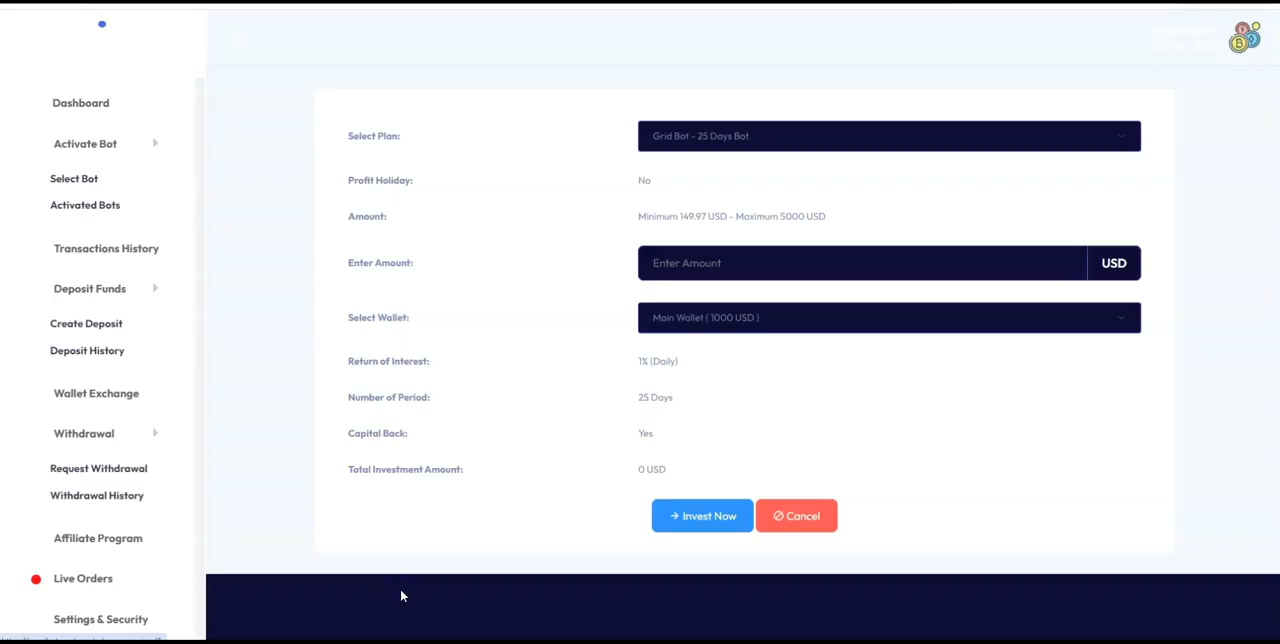 Dashboard
Activate Bot
Select Bot
Activated Bots
Transactions History
Deposit Funds
Create Deposit
Deposit History
Wallet Exchange
Withdrawal
Request Withdrawal
Withdrawal History
Affiliate Program
Live Orders
Settings & Security
Select Plan: Grid Bot - 25 Days Bot
Profit Holiday: No
Amount: Minimum 149.97 USD - Maximum 5000 USD
Enter Amount: Enter Amount USD
Select Wallet: Main Wallet ( 1000 USD )
Return of Interest: 1% (Daily)
Number of Period: 25 Days
Capital Back: Yes
Total Investment Amount: 0 USD
→ Invest Now Cancel